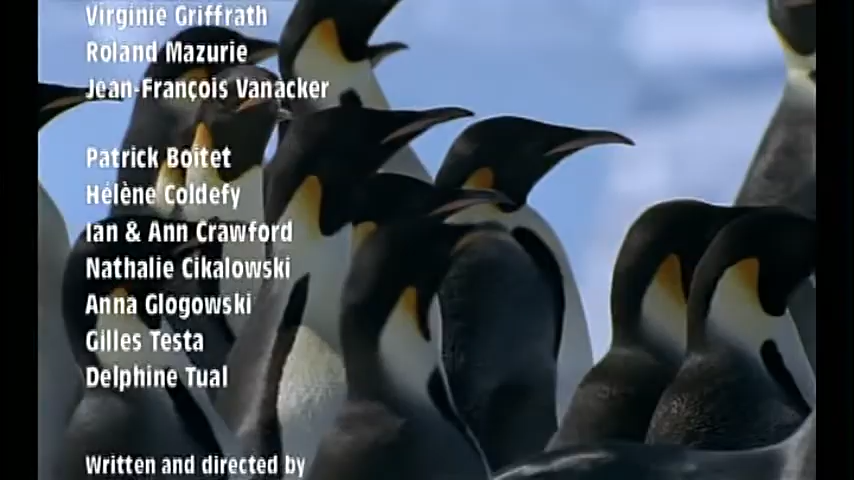 Virginie Griffrath
Roland Mazurie
Jean-François Vanacker
Patrick Boitet
Hélène Coldefy
Ian & Ann Crawford
Nathalie Cikalowski
Anna Glogowski
Gilles Testa
Delphine Tual
Written and directed by